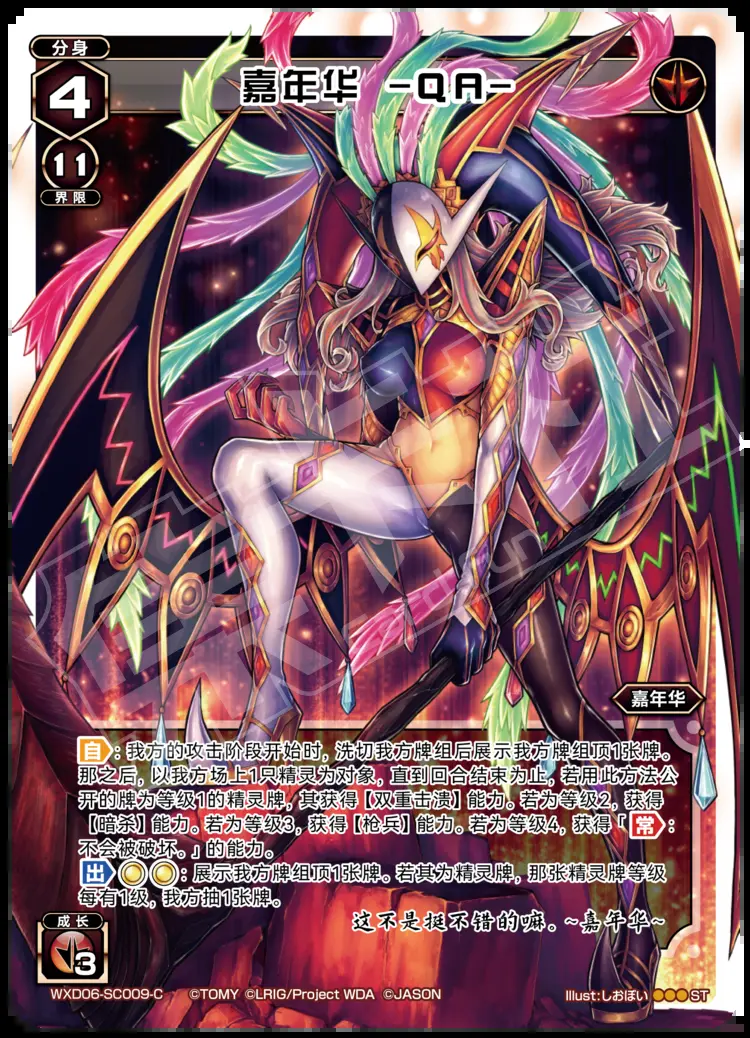 分身
4
嘉年华 -QA-
11
界限
嘉年华
自：我方的攻击阶段开始时，洗切我方牌组后展示我方牌组顶1张牌。
那之后，以我方场上1只精灵为对象，直到回合结束为止，若用此方法公
开的牌为等级1的精灵牌，其获得【双重击溃】能力。若为等级2，获得
【暗杀】能力。若为等级3，获得【枪兵】能力。若为等级4，获得「常：
不会被破坏。」的能力。
出：展示我方牌组顶1张牌。若其为精灵牌，那张精灵牌等级
每有1级，我方抽1张牌。
这不是挺不错的嘛。~嘉年华~
成长
3
WXD06-SC009-C ©TOMY ©LRIG/Project WDA ©JASON
Illust:しおぼい ST